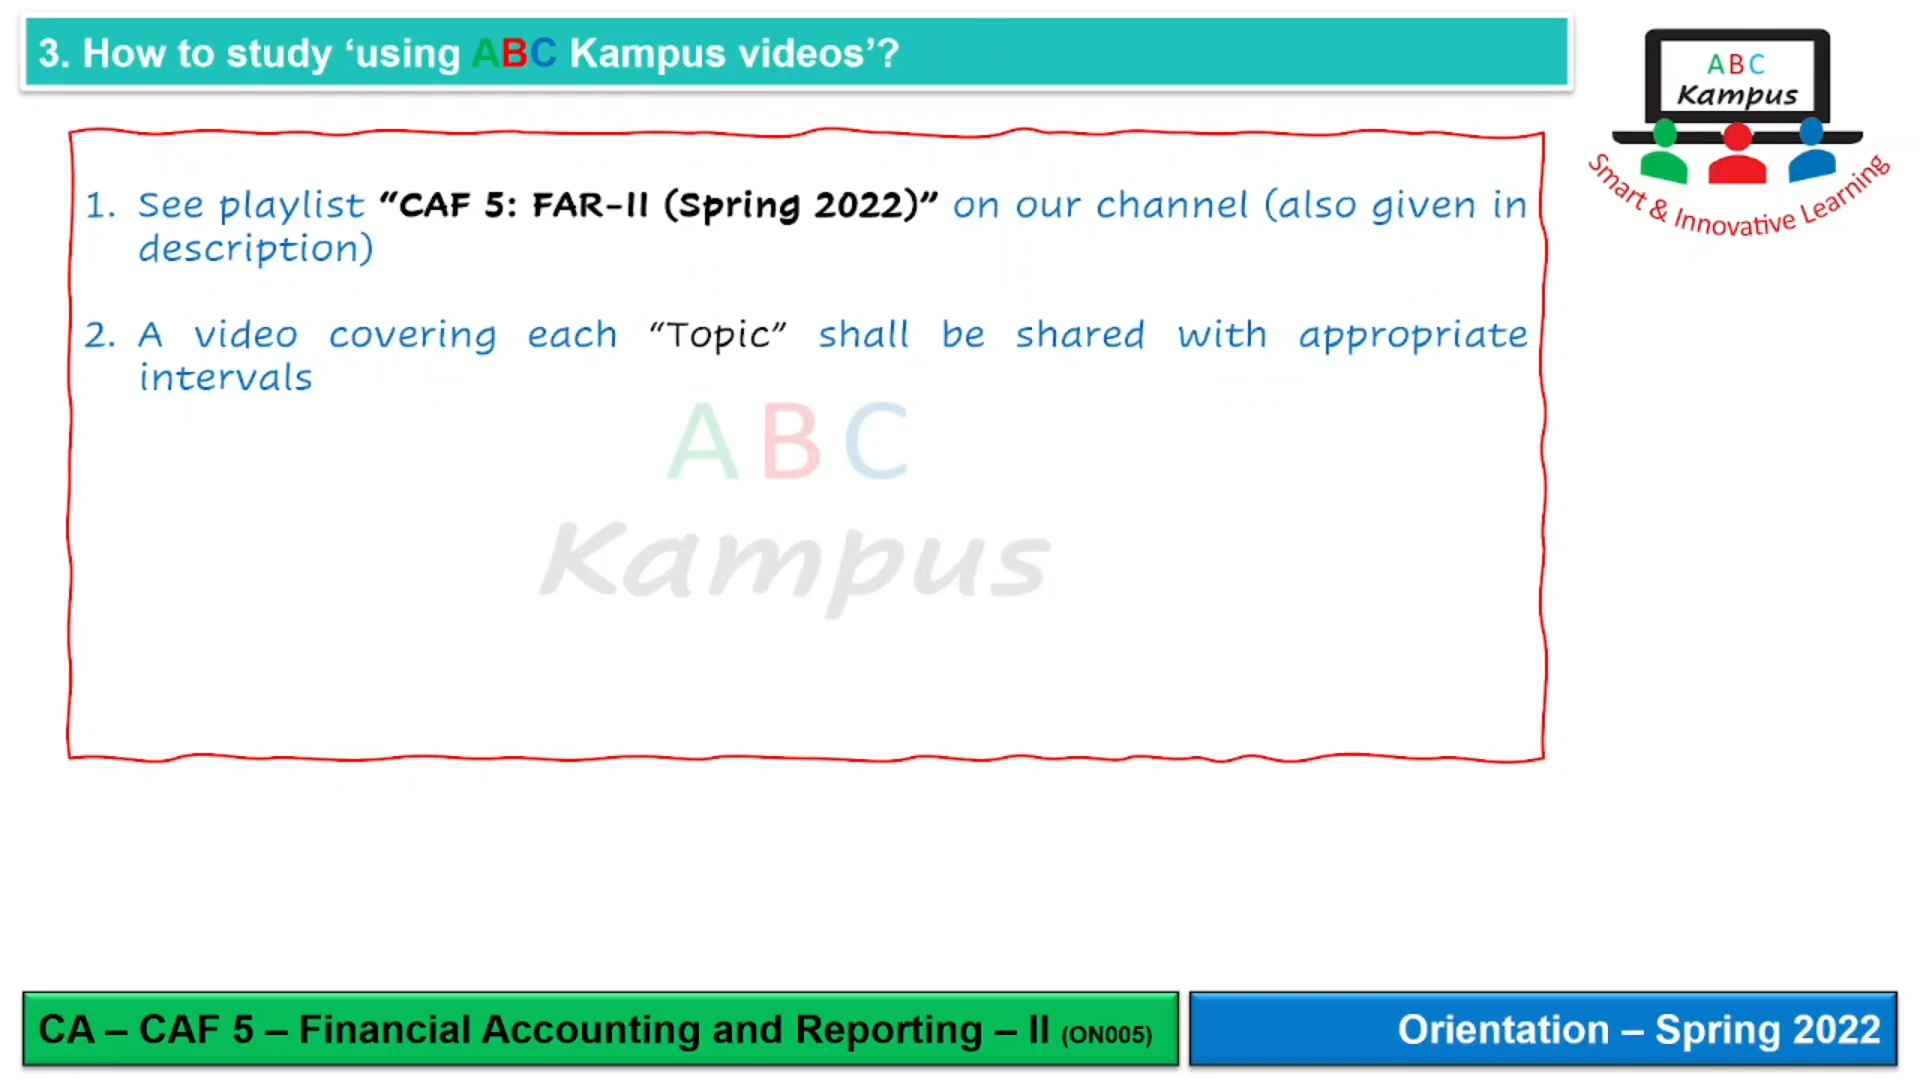 3. How to study ‘using ABC Kampus videos’?
ABC
Kampus
Smart & Innovative Learning
1. See playlist “CAF 5: FAR-II (Spring 2022)” on our channel (also given in
description)
2. A video covering each “Topic” shall be shared with appropriate
intervals
ABC
Kampus
CA – CAF 5 – Financial Accounting and Reporting – II (ON005)
Orientation – Spring 2022